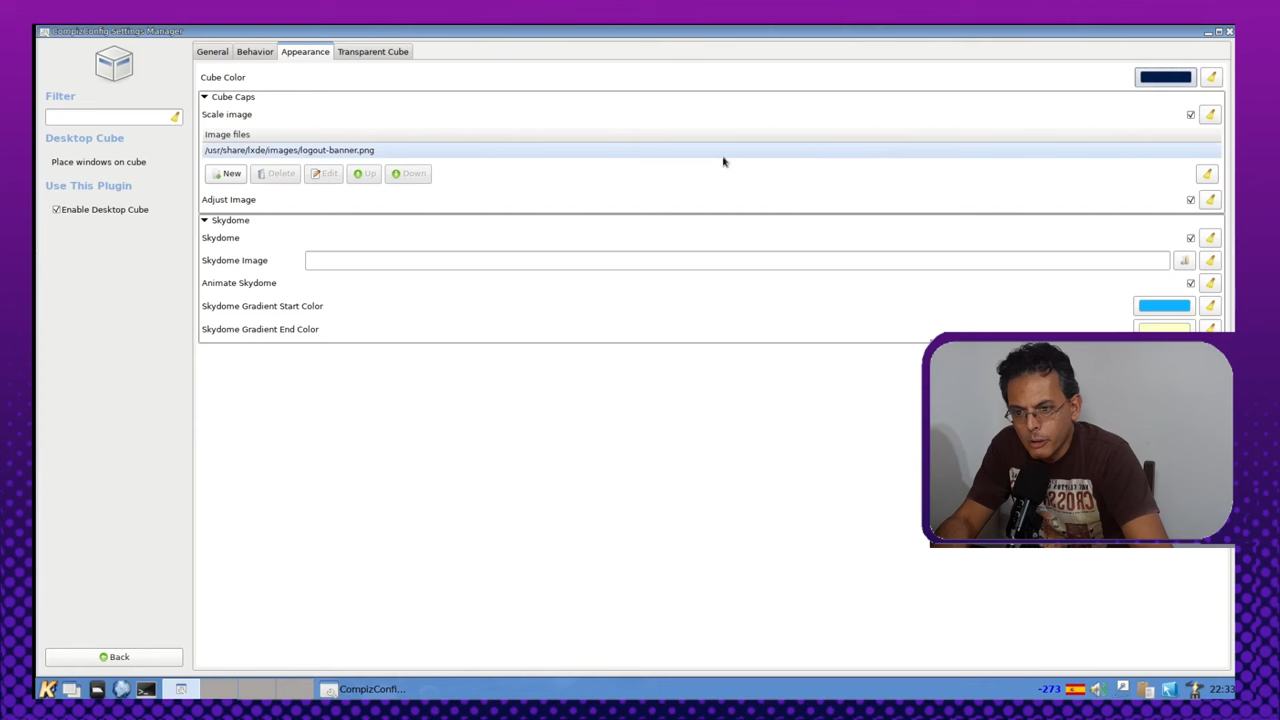 CompizConfig Settings Manager
General Behavior Appearance Transparent Cube
Filter
Desktop Cube
Place windows on cube
Use This Plugin
Enable Desktop Cube
Back
Cube Color
Cube Caps
Scale image
Image files
/usr/share/lxde/images/logout-banner.png
New Delete Edit Up Down
Adjust Image
Skydome
Skydome
Skydome Image
Animate Skydome
Skydome Gradient Start Color
Skydome Gradient End Color
CROSS
CompizConfi...
-273
22:33